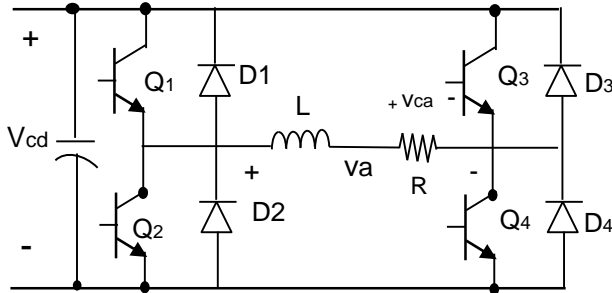 +
Q1
D1
Q3
D3
Vcd
L
+ Vca -
+
va
R
-
Q2
D2
Q4
D4
-